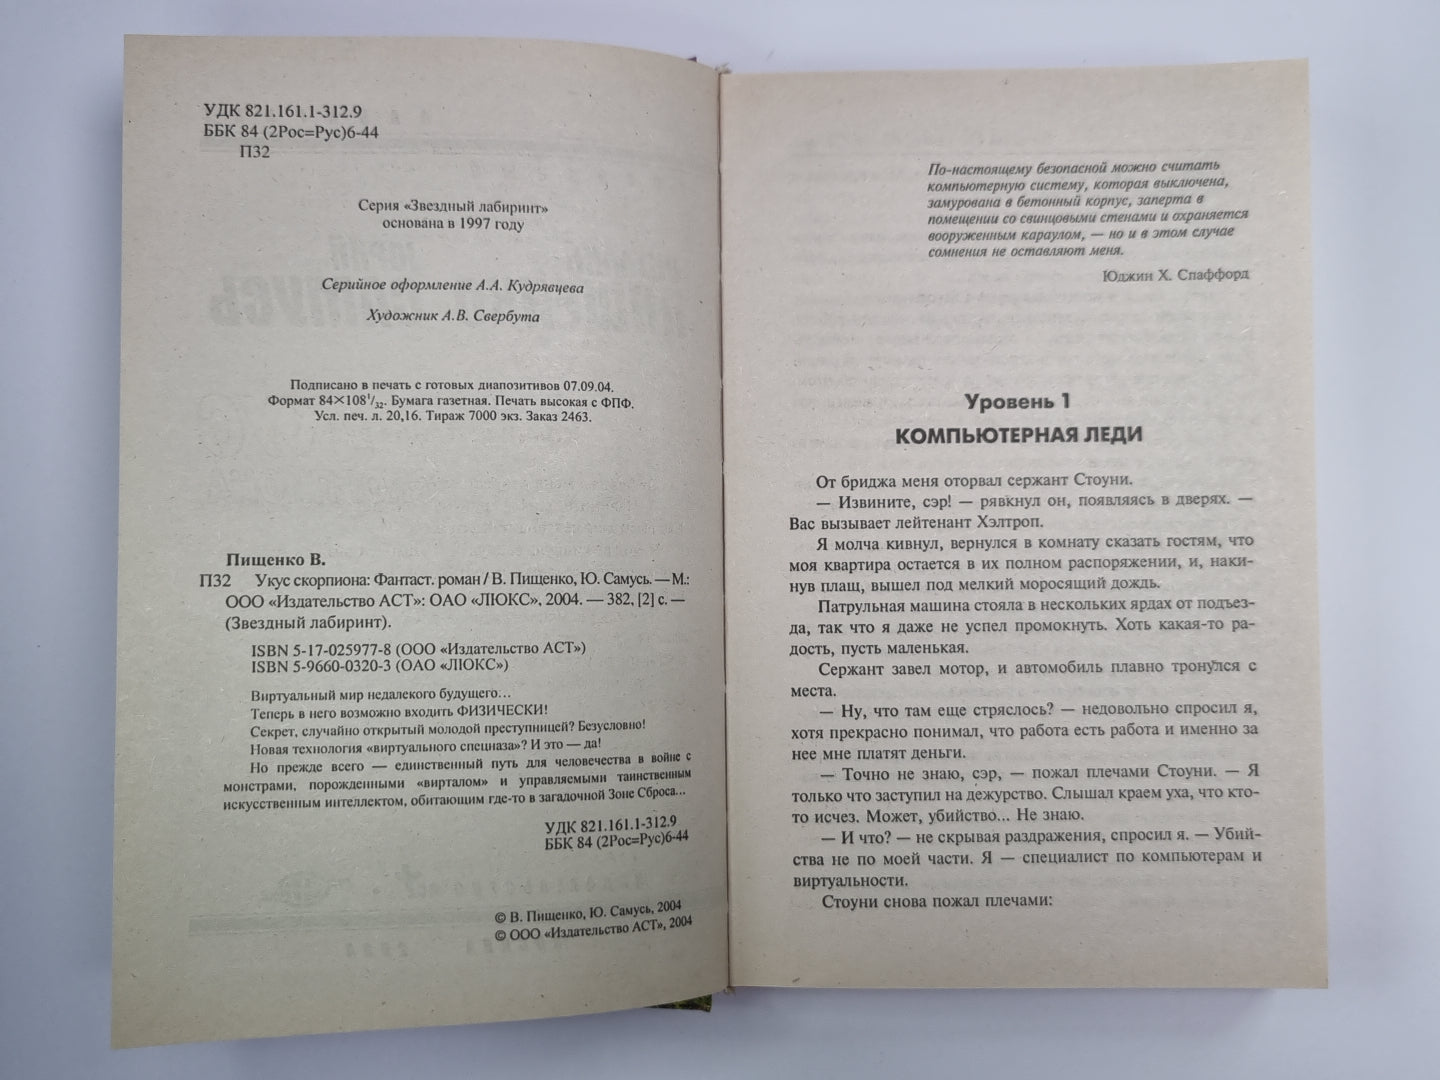 УДК 821.161.1-312.9
ББК 84 (2Рос=Рус)6-44
П32
Серия «Звездный лабиринт»
основана в 1997 году
Серийное оформление А.А. Кудрявцева
Художник А.В. Свербута
Подписано в печать с готовых диапозитивов 07.09.04.
Формат 84×108¹/₃₂. Бумага газетная. Печать высокая с ФПФ.
Усл. печ. л. 20,16. Тираж 7000 экз. Заказ 2463.
Пищенко В.
П32 Укус скорпиона: Фантаст. роман / В. Пищенко, Ю. Самусь. — М.:
ООО «Издательство АСТ»: ОАО «ЛЮКС», 2004. — 382, [2] с. —
(Звездный лабиринт).
ISBN 5-17-025977-8 (ООО «Издательство АСТ»)
ISBN 5-9660-0320-3 (ОАО «ЛЮКС»)
Виртуальный мир недалекого будущего...
Теперь в него возможно входить ФИЗИЧЕСКИ!
Секрет, случайно открытый молодой преступницей? Безусловно!
Новая технология «виртуального спецназа»? И это — да!
Но прежде всего — единственный путь для человечества в войне с
монстрами, порожденными «вирталом» и управляемыми таинственным
искусственным интеллектом, обитающим где-то в загадочной Зоне Сброса...
УДК 821.161.1-312.9
ББК 84 (2Рос=Рус)6-44
© В. Пищенко, Ю. Самусь, 2004
© ООО «Издательство АСТ», 2004
По-настоящему безопасной можно считать
компьютерную систему, которая выключена,
замурована в бетонный корпус, заперта в
помещении со свинцовыми стенами и охраняется
вооруженным караулом, — но и в этом случае
сомнения не оставляют меня.
Юджин Х. Спаффорд
Уровень 1
КОМПЬЮТЕРНАЯ ЛЕДИ
От бриджа меня оторвал сержант Стоуни.
— Извините, сэр! — рявкнул он, появляясь в дверях. —
Вас вызывает лейтенант Хэлтроп.
Я молча кивнул, вернулся в комнату сказать гостям, что
моя квартира остается в их полном распоряжении, и, наки-
нув плащ, вышел под мелкий моросящий дождь.
Патрульная машина стояла в нескольких ярдах от подъез-
да, так что я даже не успел промокнуть. Хоть какая-то ра-
дость, пусть маленькая.
Сержант завел мотор, и автомобиль плавно тронулся с
места.
— Ну, что там еще стряслось? — недовольно спросил я,
хотя прекрасно понимал, что работа есть работа и именно за
нее мне платят деньги.
— Точно не знаю, сэр, — пожал плечами Стоуни. — Я
только что заступил на дежурство. Слышал краем уха, что кто-
то исчез. Может, убийство... Не знаю.
— И что? — не скрывая раздражения, спросил я. — Убий-
ства не по моей части. Я — специалист по компьютерам и
виртуальности.
Стоуни снова пожал плечами: